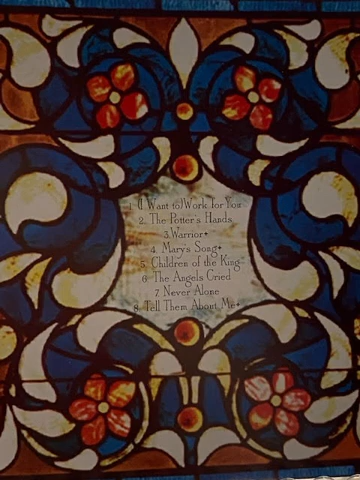 1. (I Want to) Work for You
2. The Potter's Hands
3. Warrior+
4. Mary's Song+
5. Children of the King~
6. The Angels Cried
7. Never Alone
8. Tell Them About Me+